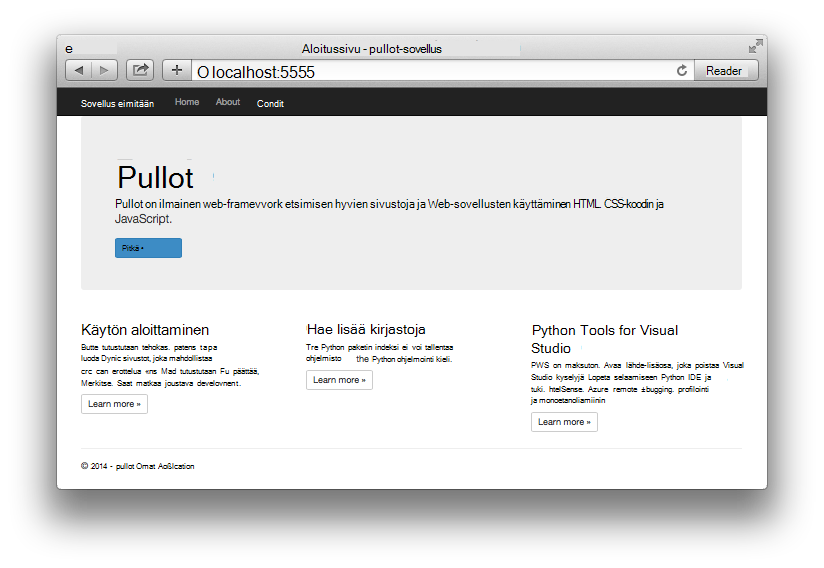 e
Aloitussivu - pullot-sovellus
O localhost:5555
Reader
Sovellus eimitään Home About Condit
Pullot
Pullot on ilmainen web-framevvork etsimisen hyvien sivustoja ja Web-sovellusten käyttäminen HTML. CSS-koodin ja
JavaScript.
Pitkä •
Käytön aloittaminen
Butte tutustutaan tehokas. patens tapa
luoda Dynic sivustot, joka mahdollistaa
crc can erottelua «ns Mad tutustutaan Fu päättää,
Merkitse. Saat matkaa joustava develovnent.
Learn more »
Hae lisää kirjastoja
Tre Python paketin indeksi ei voi tallentaa
ohjelmisto the Python ohjelmointi kieli.
Learn more »
Python Tools for Visual
Studio
PWS on maksuton. Avaa lähde-lisäosa, joka poistaa Visual
Studio kyselyjä Lopeta selaamiseen Python IDE ja
tuki. htelSense. Azure remote ±bugging. profilointi
ja monoetanoliamiinin
Learn more »
© 2014 - pullot Omat Aoßlcation